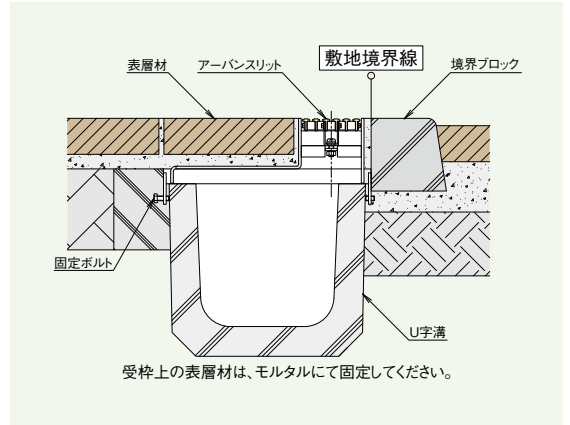 敷地境界線
表層材
アーバンスリット
境界ブロック
固定ボルト
U字溝
受枠上の表層材は、モルタルにて固定してください。